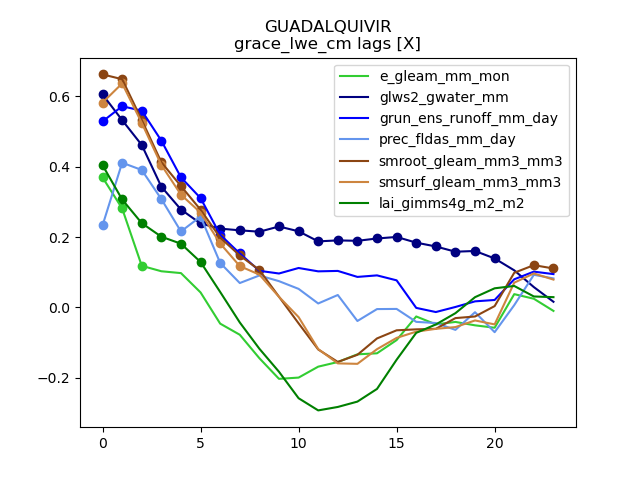 GUADALQUIVIR
grace_lwe_cm lags [X]
e_gleam_mm_mon
glws2_gwater_mm
grun_ens_runoff_mm_day
prec_fldas_mm_day
smroot_gleam_mm3_mm3
smsurf_gleam_mm3_mm3
lai_gimms4g_m2_m2
0.6
0.4
0.2
0.0
−0.2
0 5 10 15 20